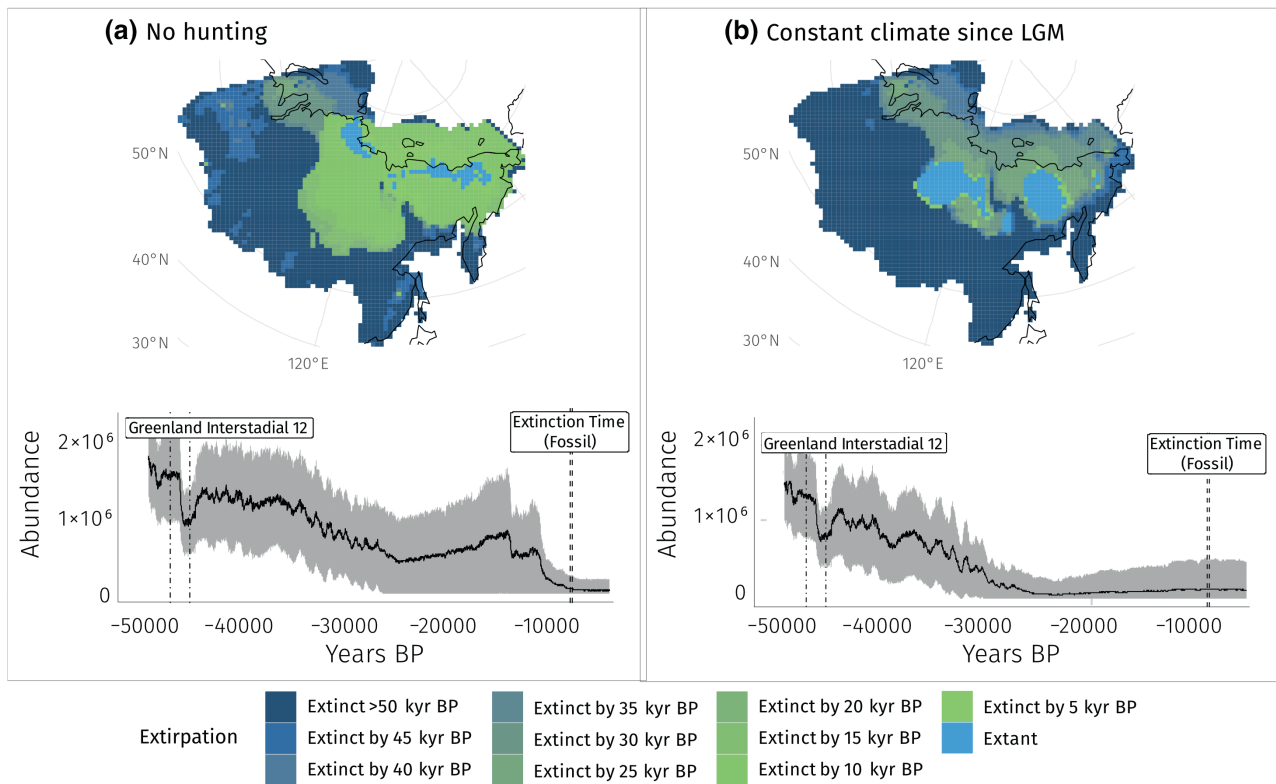 (a) No hunting
50°N
40°N
30°N
120°E
Abundance
2×10⁶
1×10⁶
0
Greenland Interstadial 12
Extinction Time
(Fossil)
−50000 −40000 −30000 −20000 −10000
Years BP
(b) Constant climate since LGM
50°N
40°N
30°N
120°E
Abundance
2×10⁶
1×10⁶
0
Greenland Interstadial 12
Extinction Time
(Fossil)
−50000 −40000 −30000 −20000 −10000
Years BP
Extirpation
Extinct >50 kyr BP
Extinct by 45 kyr BP
Extinct by 40 kyr BP
Extinct by 35 kyr BP
Extinct by 30 kyr BP
Extinct by 25 kyr BP
Extinct by 20 kyr BP
Extinct by 15 kyr BP
Extinct by 10 kyr BP
Extinct by 5 kyr BP
Extant